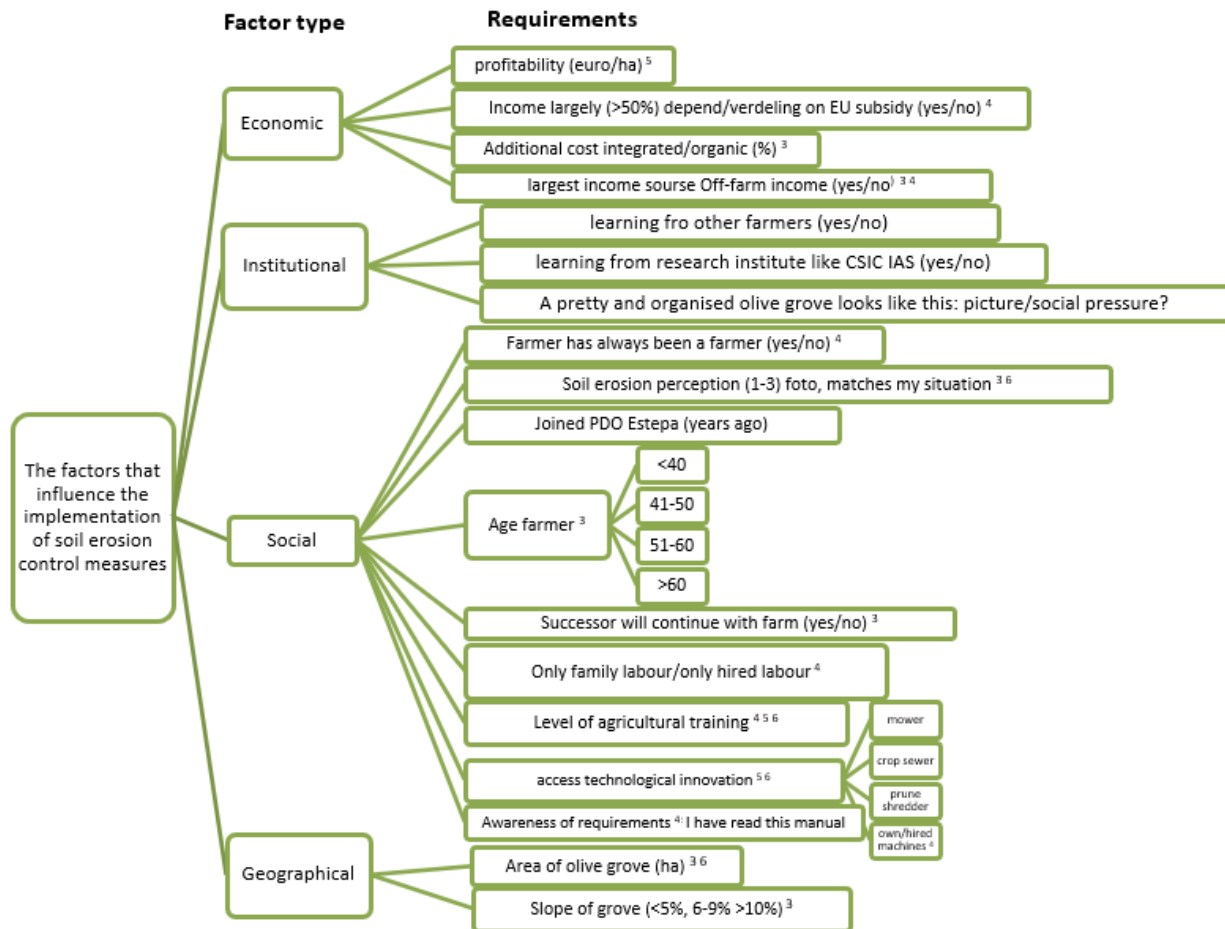 Factor type
Requirements
The factors that
influence the
implementation
of soil erosion
control measures
Economic
profitability (euro/ha) ⁵
Income largely (>50%) depend/verdeling on EU subsidy (yes/no) ⁴
Additional cost integrated/organic (%) ³
largest income sourse Off-farm income (yes/no⁾ ³ ⁴
Institutional
learning fro other farmers (yes/no)
learning from research institute like CSIC IAS (yes/no)
A pretty and organised olive grove looks like this: picture/social pressure?
Social
Farmer has always been a farmer (yes/no) ⁴
Soil erosion perception (1-3) foto, matches my situation ³ ⁶
Joined PDO Estepa (years ago)
Age farmer ³
<40
41-50
51-60
>60
Successor will continue with farm (yes/no) ³
Only family labour/only hired labour ⁴
Level of agricultural training ⁴ ⁵ ⁶
access technological innovation ⁵ ⁶
mower
crop sewer
prune
shredder
own/hired
machines ⁴
Awareness of requirements ⁴: I have read this manual
Geographical
Area of olive grove (ha) ³ ⁶
Slope of grove (<5%, 6-9% >10%) ³